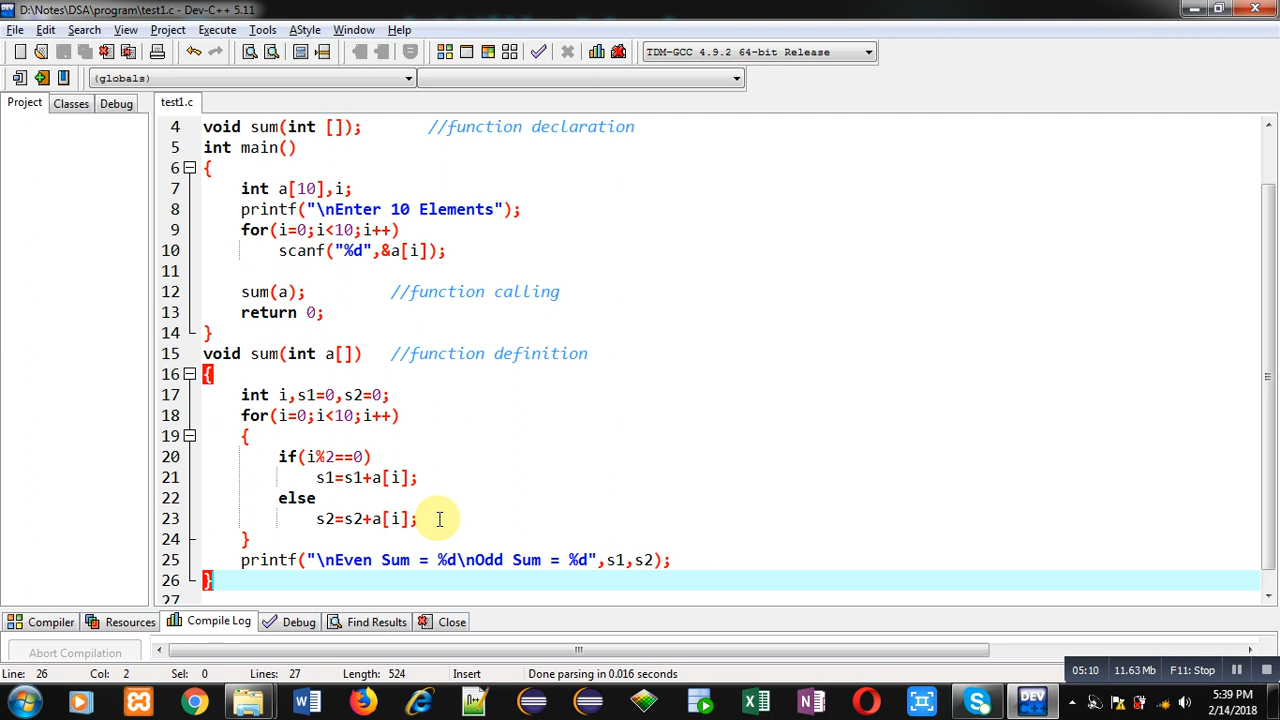 D:\Notes\DSA\program\test1.c - Dev-C++ 5.11
File Edit Search View Project Execute Tools AStyle Window Help
TDM-GCC 4.9.2 64-bit Release
(globals)
Project Classes Debug
test1.c
4 void sum(int []); //function declaration
5 int main()
6 {
7 int a[10],i;
8 printf("\nEnter 10 Elements");
9 for(i=0;i<10;i++)
10 scanf("%d",&a[i]);
11
12 sum(a); //function calling
13 return 0;
14 }
15 void sum(int a[]) //function definition
16 {
17 int i,s1=0,s2=0;
18 for(i=0;i<10;i++)
19 {
20 if(i%2==0)
21 s1=s1+a[i];
22 else
23 s2=s2+a[i];
24 }
25 printf("\nEven Sum = %d\nOdd Sum = %d",s1,s2);
26 }
27
Compiler Resources Compile Log Debug Find Results Close
Abort Compilation
Line: 26 Col: 2 Sel: 0 Lines: 27 Length: 524 Insert Done parsing in 0.016 seconds
05:10 11.63 Mb F11: Stop
5:39 PM
2/14/2018